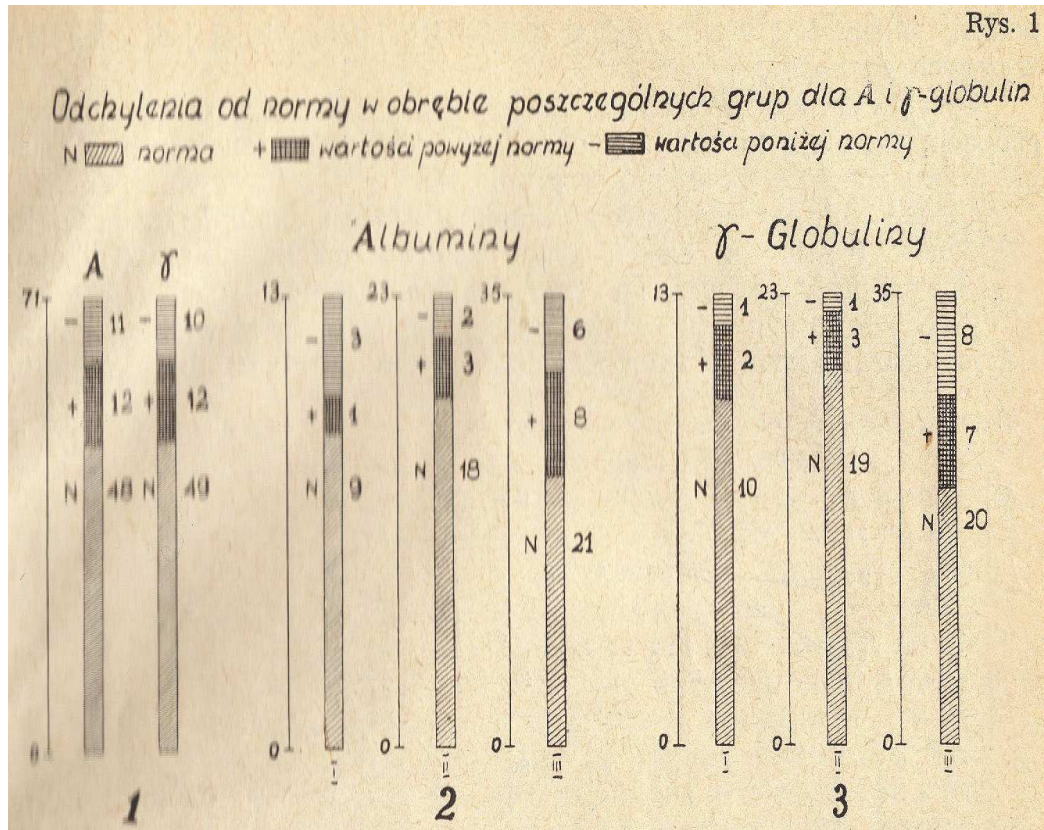 Rys. 1
Odchylenia od normy w obrębie poszczególnych grup dla A i γ-globulin
N norma + wartości powyżej normy - wartości poniżej normy
Albuminy γ- Globuliny
A γ
71 13 23 35 13 23 35
- 11 - 10 - 3 - 2 - 6 - 1 - 1 - 8
+ 12 + 12 + 1 + 3 + 8 + 2 + 3 + 7
N 48 N 49 N 9 N 18 N 21 N 10 N 19 N 20
0 0 0 0 0 0 0
I II III I II III
1 2 3